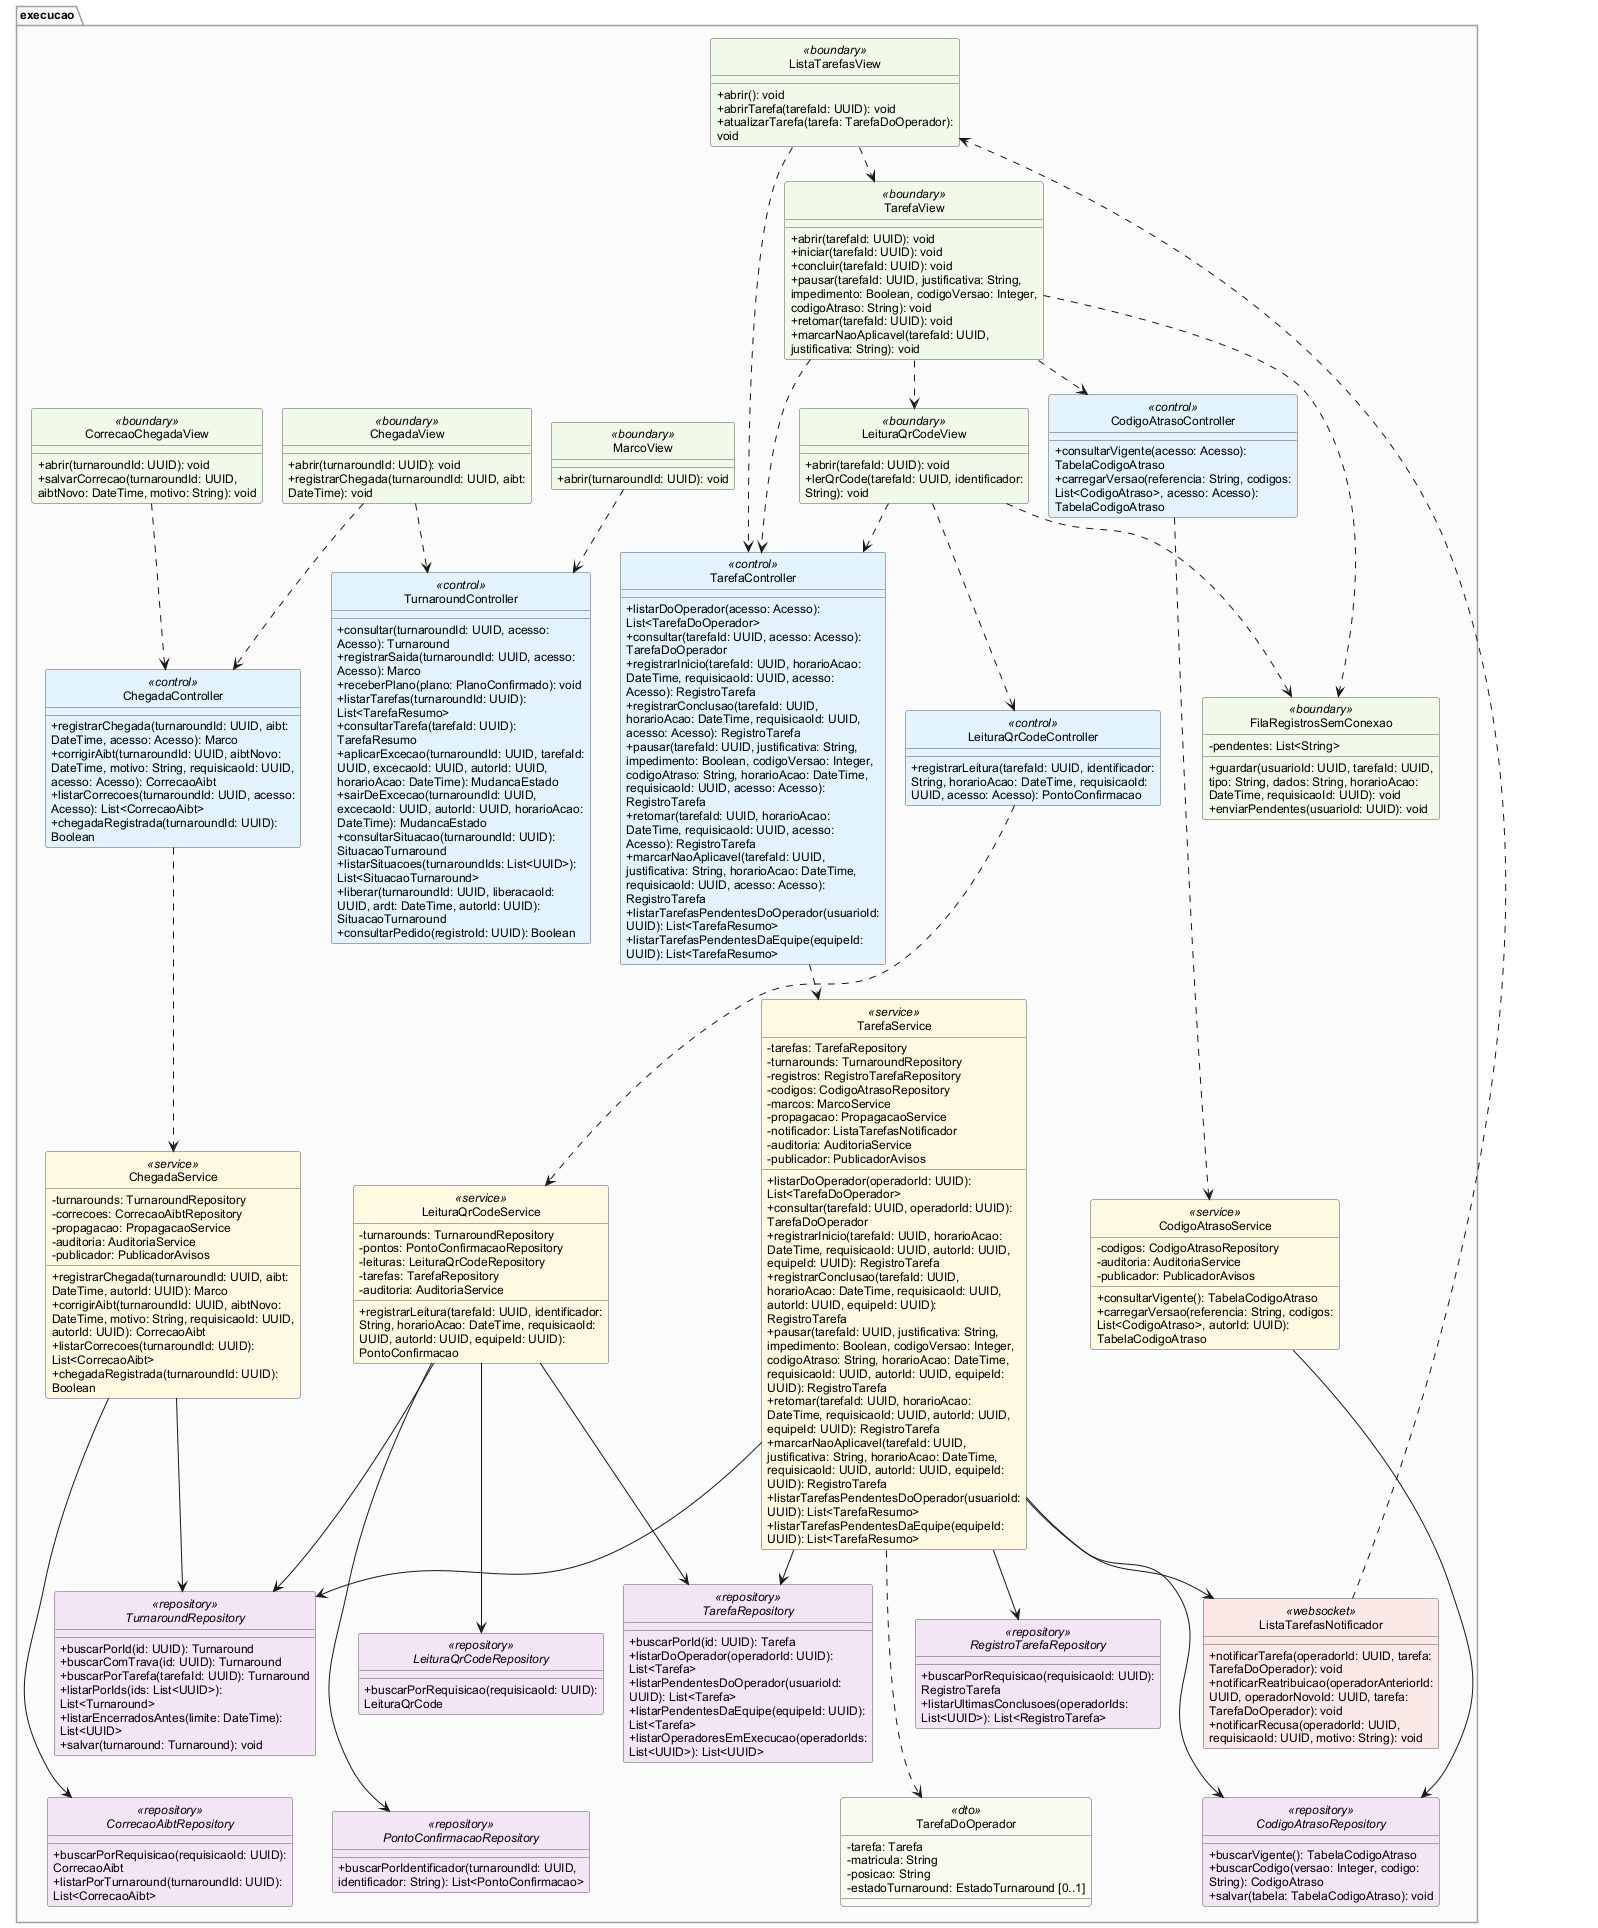 execucao
«boundary»
ListaTarefasView
+abrir(): void
+abrirTarefa(tarefaId: UUID): void
+atualizarTarefa(tarefa: TarefaDoOperador):
void
«boundary»
TarefaView
+abrir(tarefaId: UUID): void
+iniciar(tarefaId: UUID): void
+concluir(tarefaId: UUID): void
+pausar(tarefaId: UUID, justificativa: String,
impedimento: Boolean, codigoVersao: Integer,
codigoAtraso: String): void
+retomar(tarefaId: UUID): void
+marcarNaoAplicavel(tarefaId: UUID,
justificativa: String): void
«boundary»
CorrecaoChegadaView
+abrir(turnaroundId: UUID): void
+salvarCorrecao(turnaroundId: UUID,
aibtNovo: DateTime, motivo: String): void
«boundary»
ChegadaView
+abrir(turnaroundId: UUID): void
+registrarChegada(turnaroundId: UUID, aibt:
DateTime): void
«boundary»
MarcoView
+abrir(turnaroundId: UUID): void
«boundary»
LeituraQrCodeView
+abrir(tarefaId: UUID): void
+lerQrCode(tarefaId: UUID, identificador:
String): void
«control»
CodigoAtrasoController
+consultarVigente(acesso: Acesso):
TabelaCodigoAtraso
+carregarVersao(referencia: String, codigos:
List<CodigoAtraso>, acesso: Acesso):
TabelaCodigoAtraso
«control»
ChegadaController
+registrarChegada(turnaroundId: UUID, aibt:
DateTime, acesso: Acesso): Marco
+corrigirAibt(turnaroundId: UUID, aibtNovo:
DateTime, motivo: String, requisicaoId: UUID,
acesso: Acesso): CorrecaoAibt
+listarCorrecoes(turnaroundId: UUID, acesso:
Acesso): List<CorrecaoAibt>
+chegadaRegistrada(turnaroundId: UUID):
Boolean
«control»
TurnaroundController
+consultar(turnaroundId: UUID, acesso:
Acesso): Turnaround
+registrarSaida(turnaroundId: UUID, acesso:
Acesso): Marco
+receberPlano(plano: PlanoConfirmado): void
+listarTarefas(turnaroundId: UUID):
List<TarefaResumo>
+consultarTarefa(tarefaId: UUID):
TarefaResumo
+aplicarExcecao(turnaroundId: UUID, tarefaId:
UUID, excecaoId: UUID, autorId: UUID,
horarioAcao: DateTime): MudancaEstado
+sairDeExcecao(turnaroundId: UUID,
excecaoId: UUID, autorId: UUID, horarioAcao:
DateTime): MudancaEstado
+consultarSituacao(turnaroundId: UUID):
SituacaoTurnaround
+listarSituacoes(turnaroundIds: List<UUID>):
List<SituacaoTurnaround>
+liberar(turnaroundId: UUID, liberacaoId:
UUID, ardt: DateTime, autorId: UUID):
SituacaoTurnaround
+consultarPedido(registroId: UUID): Boolean
«control»
TarefaController
+listarDoOperador(acesso: Acesso):
List<TarefaDoOperador>
+consultar(tarefaId: UUID, acesso: Acesso):
TarefaDoOperador
+registrarInicio(tarefaId: UUID, horarioAcao:
DateTime, requisicaoId: UUID, acesso:
Acesso): RegistroTarefa
+registrarConclusao(tarefaId: UUID,
horarioAcao: DateTime, requisicaoId: UUID,
acesso: Acesso): RegistroTarefa
+pausar(tarefaId: UUID, justificativa: String,
impedimento: Boolean, codigoVersao: Integer,
codigoAtraso: String, horarioAcao: DateTime,
requisicaoId: UUID, acesso: Acesso):
RegistroTarefa
+retomar(tarefaId: UUID, horarioAcao:
DateTime, requisicaoId: UUID, acesso:
Acesso): RegistroTarefa
+marcarNaoAplicavel(tarefaId: UUID,
justificativa: String, horarioAcao: DateTime,
requisicaoId: UUID, acesso: Acesso):
RegistroTarefa
+listarTarefasPendentesDoOperador(usuarioId:
UUID): List<TarefaResumo>
+listarTarefasPendentesDaEquipe(equipeId:
UUID): List<TarefaResumo>
«control»
LeituraQrCodeController
+registrarLeitura(tarefaId: UUID, identificador:
String, horarioAcao: DateTime, requisicaoId:
UUID, acesso: Acesso): PontoConfirmacao
«boundary»
FilaRegistrosSemConexao
-pendentes: List<String>
+guardar(usuarioId: UUID, tarefaId: UUID,
tipo: String, dados: String, horarioAcao:
DateTime, requisicaoId: UUID): void
+enviarPendentes(usuarioId: UUID): void
«service»
ChegadaService
-turnarounds: TurnaroundRepository
-correcoes: CorrecaoAibtRepository
-propagacao: PropagacaoService
-auditoria: AuditoriaService
-publicador: PublicadorAvisos
+registrarChegada(turnaroundId: UUID, aibt:
DateTime, autorId: UUID): Marco
+corrigirAibt(turnaroundId: UUID, aibtNovo:
DateTime, motivo: String, requisicaoId: UUID,
autorId: UUID): CorrecaoAibt
+listarCorrecoes(turnaroundId: UUID):
List<CorrecaoAibt>
+chegadaRegistrada(turnaroundId: UUID):
Boolean
«service»
LeituraQrCodeService
-turnarounds: TurnaroundRepository
-pontos: PontoConfirmacaoRepository
-leituras: LeituraQrCodeRepository
-tarefas: TarefaRepository
-auditoria: AuditoriaService
+registrarLeitura(tarefaId: UUID, identificador:
String, horarioAcao: DateTime, requisicaoId:
UUID, autorId: UUID, equipeId: UUID):
PontoConfirmacao
«service»
TarefaService
-tarefas: TarefaRepository
-turnarounds: TurnaroundRepository
-registros: RegistroTarefaRepository
-codigos: CodigoAtrasoRepository
-marcos: MarcoService
-propagacao: PropagacaoService
-notificador: ListaTarefasNotificador
-auditoria: AuditoriaService
-publicador: PublicadorAvisos
+listarDoOperador(operadorId: UUID):
List<TarefaDoOperador>
+consultar(tarefaId: UUID, operadorId: UUID):
TarefaDoOperador
+registrarInicio(tarefaId: UUID, horarioAcao:
DateTime, requisicaoId: UUID, autorId: UUID,
equipeId: UUID): RegistroTarefa
+registrarConclusao(tarefaId: UUID,
horarioAcao: DateTime, requisicaoId: UUID,
autorId: UUID, equipeId: UUID):
RegistroTarefa
+pausar(tarefaId: UUID, justificativa: String,
impedimento: Boolean, codigoVersao: Integer,
codigoAtraso: String, horarioAcao: DateTime,
requisicaoId: UUID, autorId: UUID, equipeId:
UUID): RegistroTarefa
+retomar(tarefaId: UUID, horarioAcao:
DateTime, requisicaoId: UUID, autorId: UUID,
equipeId: UUID): RegistroTarefa
+marcarNaoAplicavel(tarefaId: UUID,
justificativa: String, horarioAcao: DateTime,
requisicaoId: UUID, autorId: UUID, equipeId:
UUID): RegistroTarefa
+listarTarefasPendentesDoOperador(usuarioId:
UUID): List<TarefaResumo>
+listarTarefasPendentesDaEquipe(equipeId:
UUID): List<TarefaResumo>
«service»
CodigoAtrasoService
-codigos: CodigoAtrasoRepository
-auditoria: AuditoriaService
-publicador: PublicadorAvisos
+consultarVigente(): TabelaCodigoAtraso
+carregarVersao(referencia: String, codigos:
List<CodigoAtraso>, autorId: UUID):
TabelaCodigoAtraso
«repository»
TurnaroundRepository
+buscarPorId(id: UUID): Turnaround
+buscarComTrava(id: UUID): Turnaround
+buscarPorTarefa(tarefaId: UUID): Turnaround
+listarPorIds(ids: List<UUID>):
List<Turnaround>
+listarEncerradosAntes(limite: DateTime):
List<UUID>
+salvar(turnaround: Turnaround): void
«repository»
LeituraQrCodeRepository
+buscarPorRequisicao(requisicaoId: UUID):
LeituraQrCode
«repository»
TarefaRepository
+buscarPorId(id: UUID): Tarefa
+listarDoOperador(operadorId: UUID):
List<Tarefa>
+listarPendentesDoOperador(usuarioId:
UUID): List<Tarefa>
+listarPendentesDaEquipe(equipeId: UUID):
List<Tarefa>
+listarOperadoresEmExecucao(operadorIds:
List<UUID>): List<UUID>
«repository»
RegistroTarefaRepository
+buscarPorRequisicao(requisicaoId: UUID):
RegistroTarefa
+listarUltimasConclusoes(operadorIds:
List<UUID>): List<RegistroTarefa>
«websocket»
ListaTarefasNotificador
+notificarTarefa(operadorId: UUID, tarefa:
TarefaDoOperador): void
+notificarReatribuicao(operadorAnteriorId:
UUID, operadorNovoId: UUID, tarefa:
TarefaDoOperador): void
+notificarRecusa(operadorId: UUID,
requisicaoId: UUID, motivo: String): void
«repository»
CorrecaoAibtRepository
+buscarPorRequisicao(requisicaoId: UUID):
CorrecaoAibt
+listarPorTurnaround(turnaroundId: UUID):
List<CorrecaoAibt>
«repository»
PontoConfirmacaoRepository
+buscarPorIdentificador(turnaroundId: UUID,
identificador: String): List<PontoConfirmacao>
«dto»
TarefaDoOperador
-tarefa: Tarefa
-matricula: String
-posicao: String
-estadoTurnaround: EstadoTurnaround [0..1]
«repository»
CodigoAtrasoRepository
+buscarVigente(): TabelaCodigoAtraso
+buscarCodigo(versao: Integer, codigo:
String): CodigoAtraso
+salvar(tabela: TabelaCodigoAtraso): void